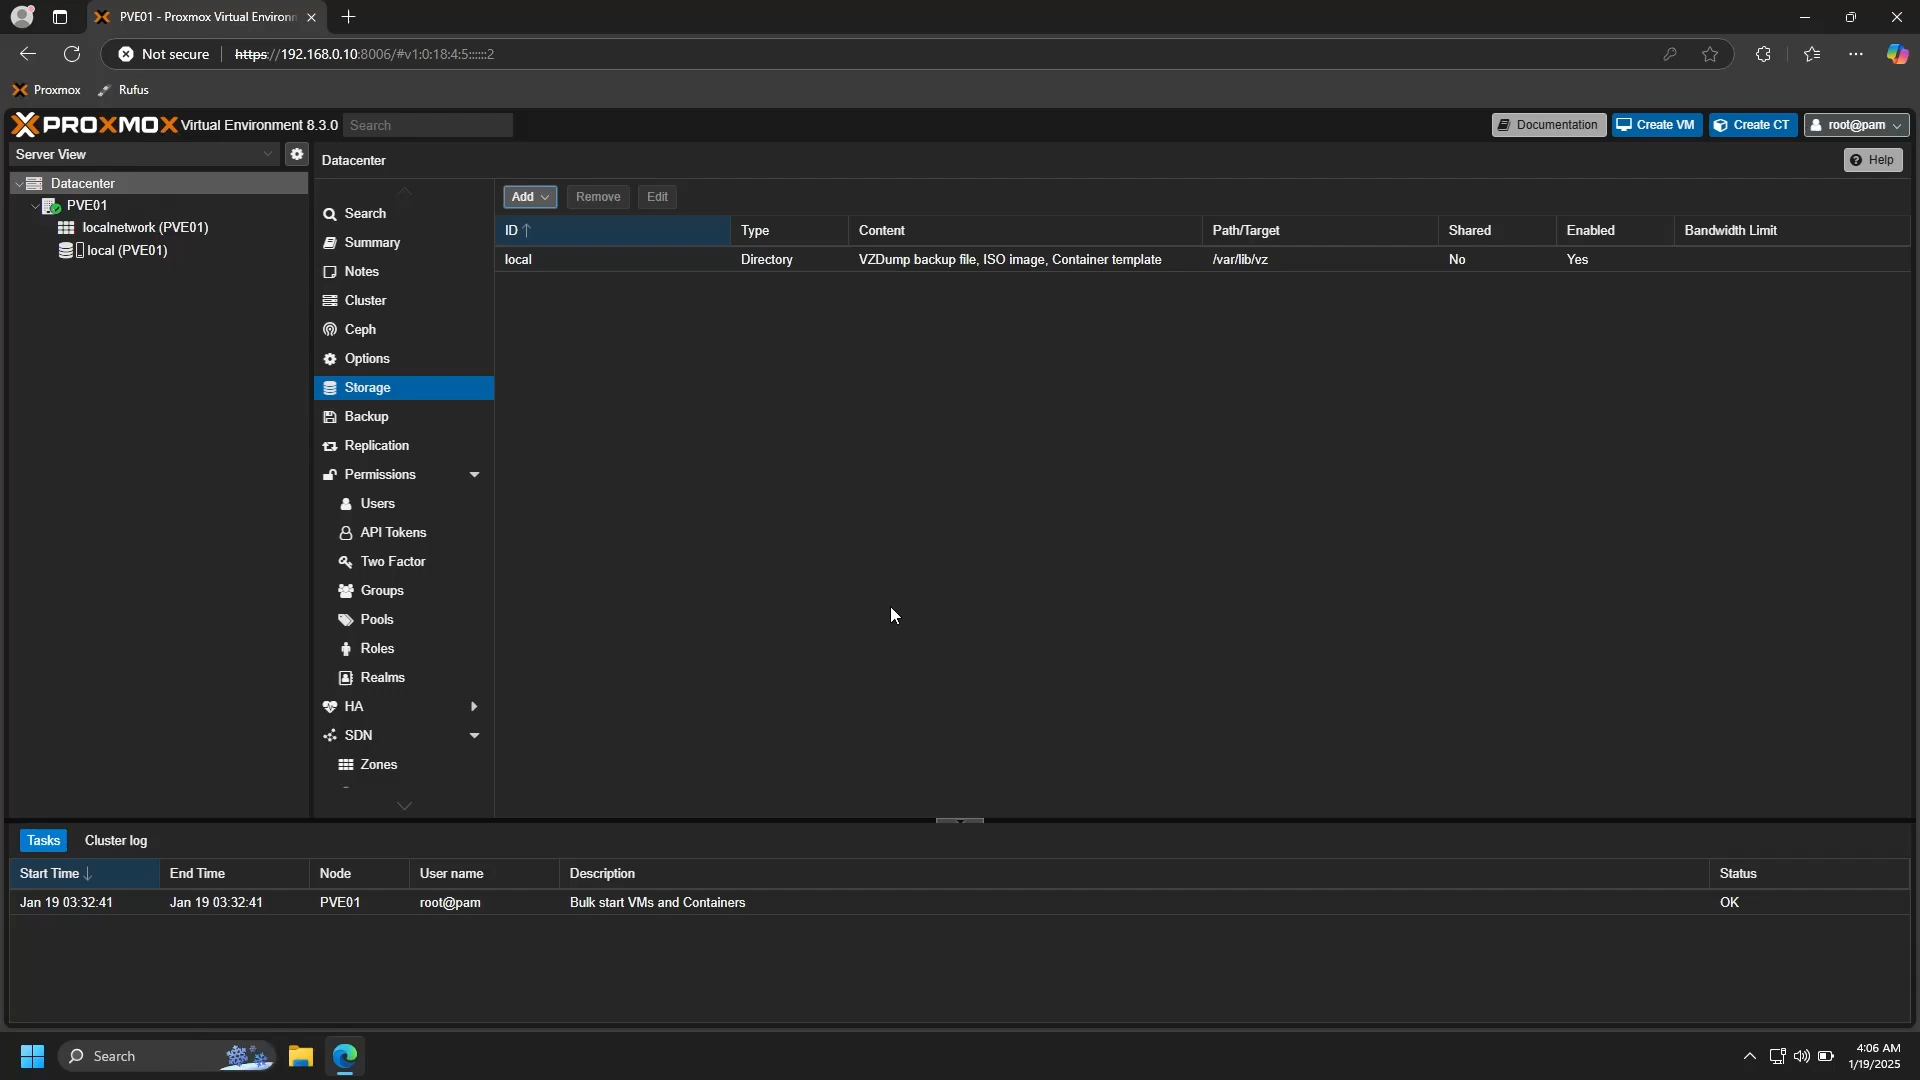 PVE01 - Proxmox Virtual Environ
Not secure
https://192.168.0.10:8006/#v1:0:18:4:5::::::2
Proxmox
Rufus
PROXMOX Virtual Environment 8.3.0
Search
Documentation
Create VM
Create CT
root@pam
Server View
Datacenter
Help
Datacenter
PVE01
localnetwork (PVE01)
local (PVE01)
Search
Summary
Notes
Cluster
Ceph
Options
Storage
Backup
Replication
Permissions
Users
API Tokens
Two Factor
Groups
Pools
Roles
Realms
HA
SDN
Zones
Add
Remove
Edit
ID Type Content Path/Target Shared Enabled Bandwidth Limit
local Directory VZDump backup file, ISO image, Container template /var/lib/vz No Yes
Tasks
Cluster log
Start Time End Time Node User name Description Status
Jan 19 03:32:41 Jan 19 03:32:41 PVE01 root@pam Bulk start VMs and Containers OK
Search
4:06 AM
1/19/2025